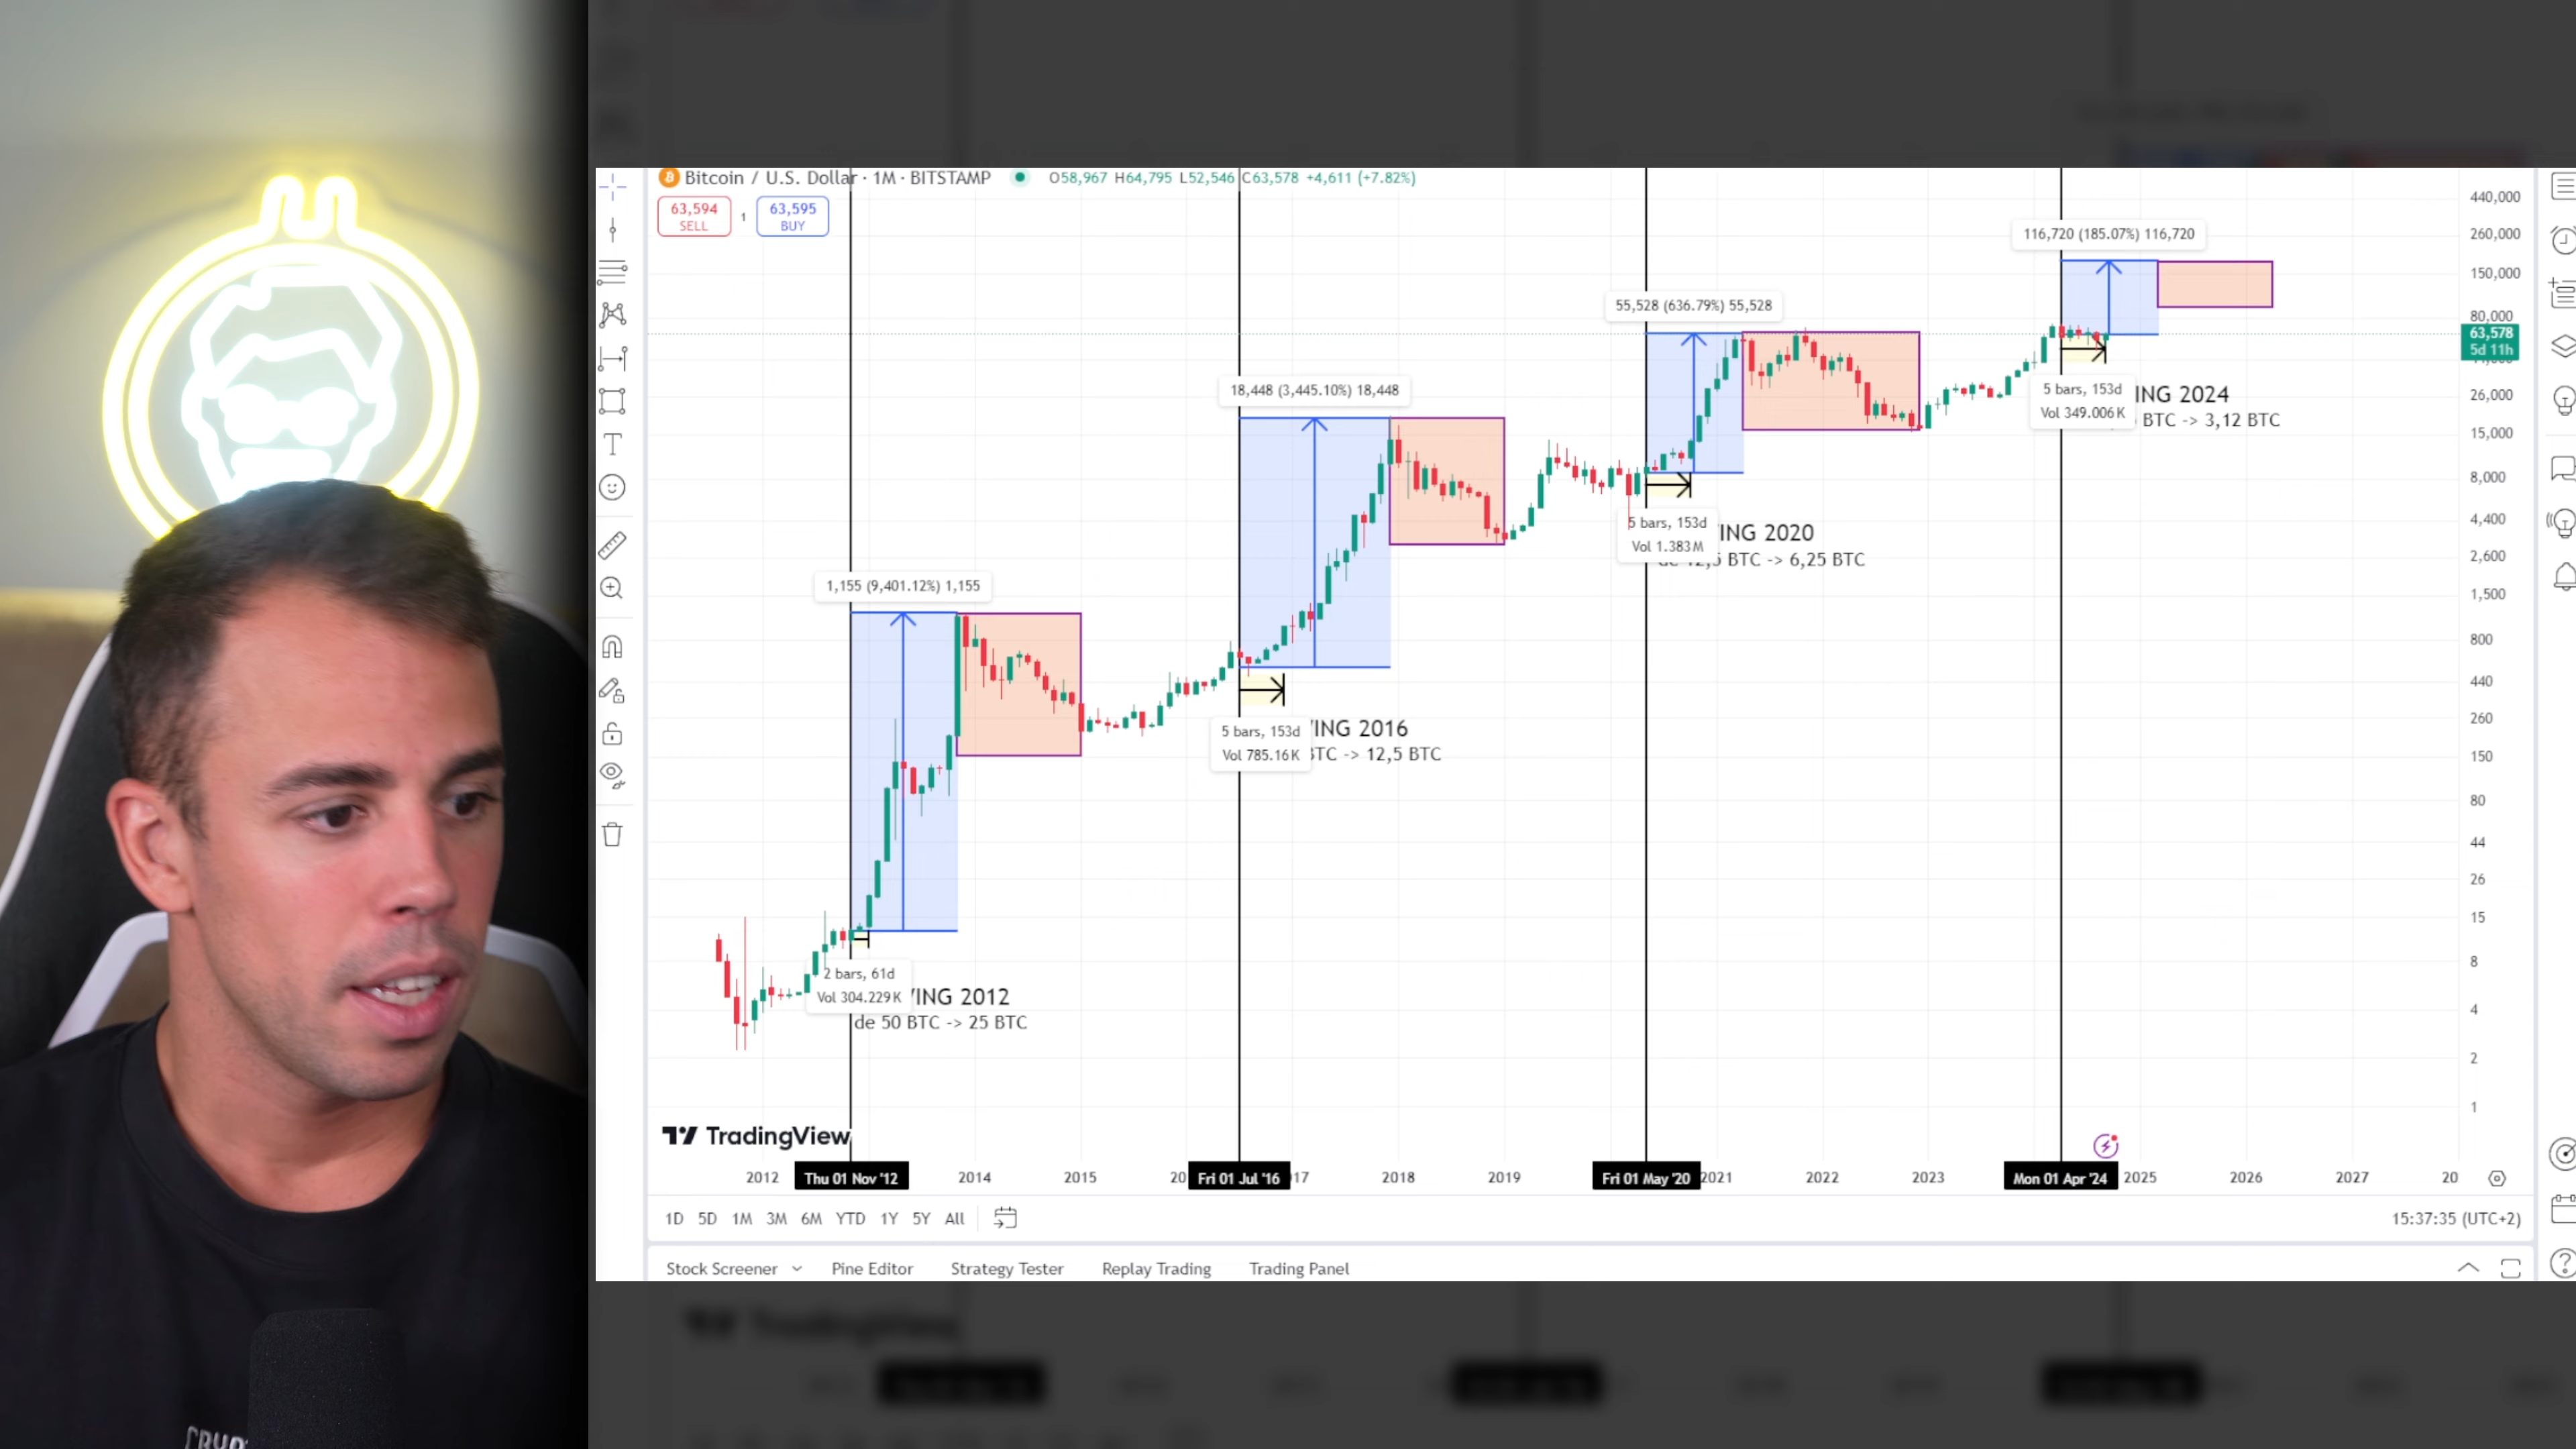 Bitcoin / U.S. Dollar · 1M · BITSTAMP O58,967 H64,795 L52,546 C63,578 +4,611 (+7.82%)
63,594
SELL
1
63,595
BUY
116,720 (185.07%) 116,720
55,528 (636.79%) 55,528
18,448 (3,445.10%) 18,448
1,155 (9,401.12%) 1,155
5 bars, 153d
Vol 349.006 K
ING 2024
BTC -> 3,12 BTC
5 bars, 153d
Vol 1.383 M
ING 2020
BTC -> 6,25 BTC
5 bars, 153d
Vol 785.16 K
ING 2016
BTC -> 12,5 BTC
2 bars, 61d
Vol 304.229 K
ING 2012
de 50 BTC -> 25 BTC
440,000
260,000
150,000
80,000
63,578
5d 11h
26,000
15,000
8,000
4,400
2,600
1,500
800
440
260
150
80
44
26
15
8
4
2
1
TradingView
2012 Thu 01 Nov '12 2014 2015 20 Fri 01 Jul '16 17 2018 2019 Fri 01 May '20 2021 2022 2023 Mon 01 Apr '24 2025 2026 2027 20
1D 5D 1M 3M 6M YTD 1Y 5Y All
15:37:35 (UTC+2)
Stock Screener Pine Editor Strategy Tester Replay Trading Trading Panel